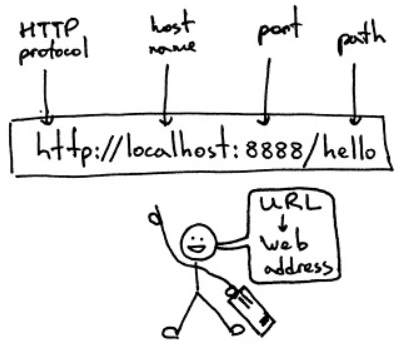 HTTP
protocol
host
name
port
path
http://localhost:8888/hello
URL
web
address